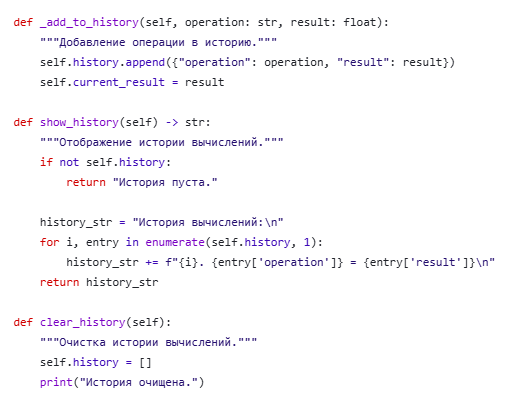 def _add_to_history(self, operation: str, result: float):
    """Добавление операции в историю."""
    self.history.append({"operation": operation, "result": result})
    self.current_result = result

def show_history(self) -> str:
    """Отображение истории вычислений."""
    if not self.history:
        return "История пуста."

    history_str = "История вычислений:\n"
    for i, entry in enumerate(self.history, 1):
        history_str += f"{i}. {entry['operation']} = {entry['result']}\n"
    return history_str

def clear_history(self):
    """Очистка истории вычислений."""
    self.history = []
    print("История очищена.")